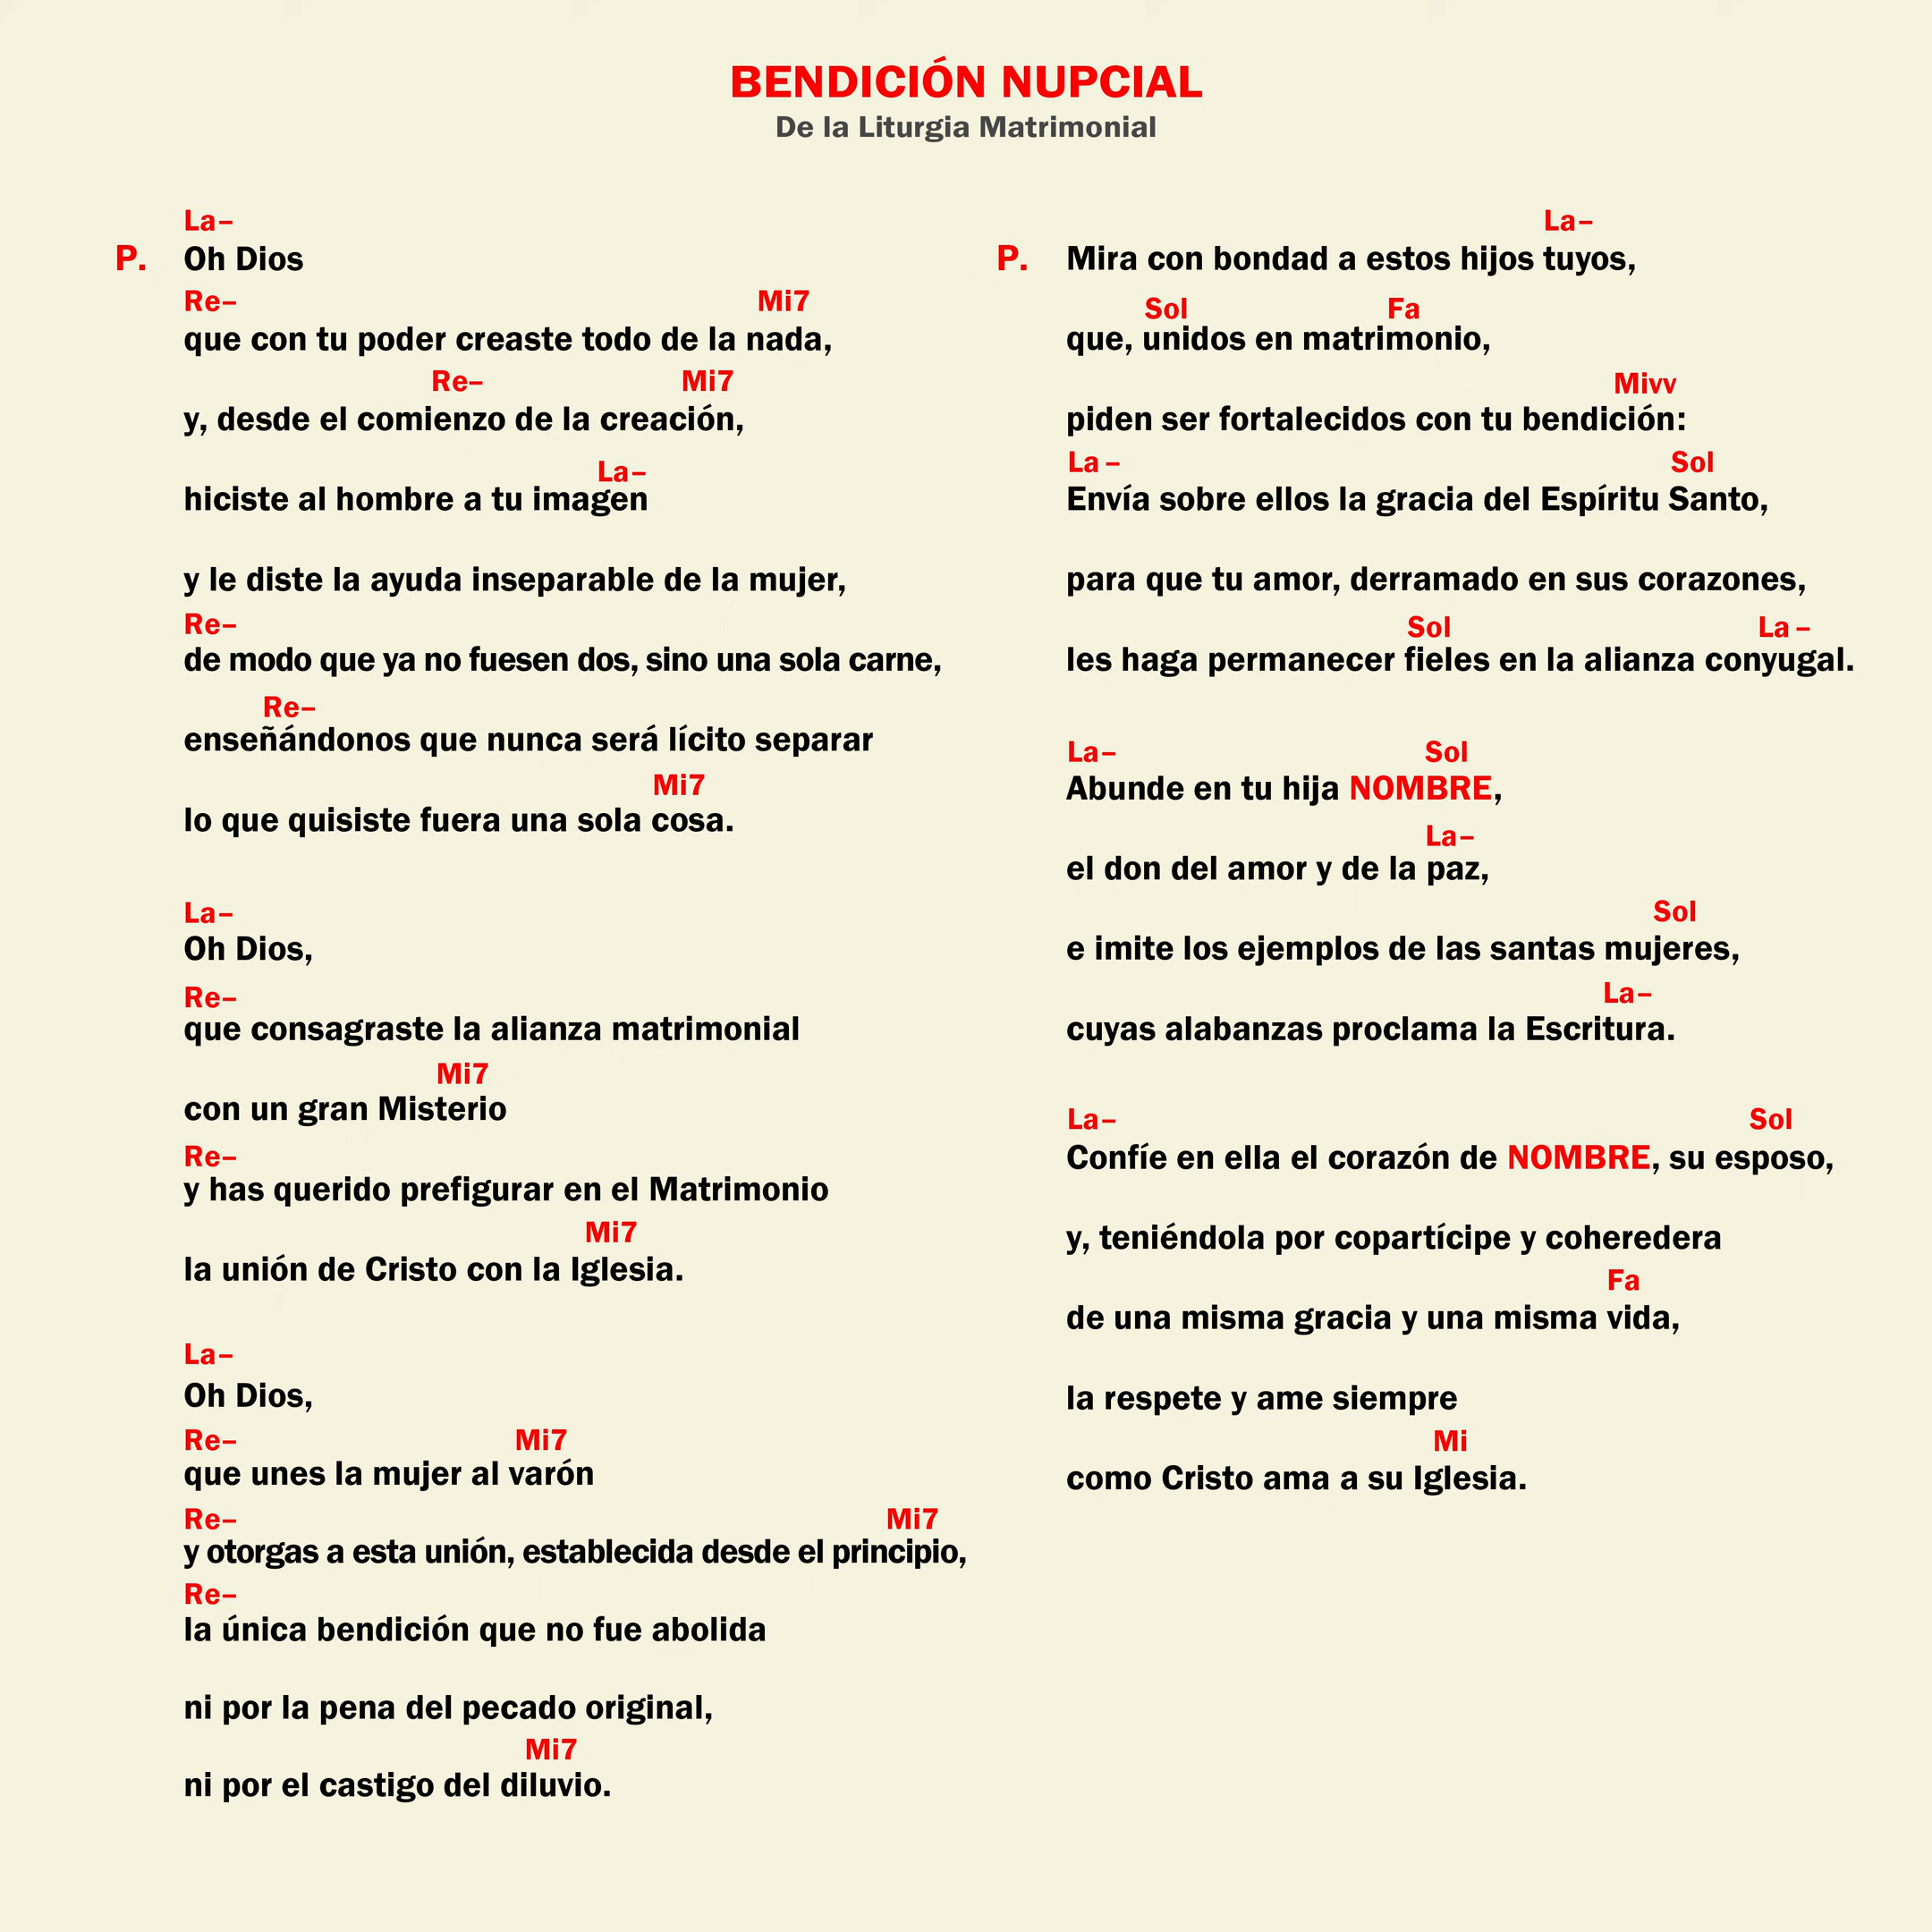 BENDICIÓN NUPCIAL
De la Liturgia Matrimonial
La–
P. Oh Dios
Re– Mi7
que con tu poder creaste todo de la nada,
Re– Mi7
y, desde el comienzo de la creación,
La–
hiciste al hombre a tu imagen
y le diste la ayuda inseparable de la mujer,
Re–
de modo que ya no fuesen dos, sino una sola carne,
Re–
enseñándonos que nunca será lícito separar
Mi7
lo que quisiste fuera una sola cosa.
La–
Oh Dios,
Re–
que consagraste la alianza matrimonial
Mi7
con un gran Misterio
Re–
y has querido prefigurar en el Matrimonio
Mi7
la unión de Cristo con la Iglesia.
La–
Oh Dios,
Re– Mi7
que unes la mujer al varón
Re– Mi7
y otorgas a esta unión, establecida desde el principio,
Re–
la única bendición que no fue abolida
ni por la pena del pecado original,
Mi7
ni por el castigo del diluvio.
La–
P. Mira con bondad a estos hijos tuyos,
Sol Fa
que, unidos en matrimonio,
Mivv
piden ser fortalecidos con tu bendición:
La – Sol
Envía sobre ellos la gracia del Espíritu Santo,
para que tu amor, derramado en sus corazones,
Sol La –
les haga permanecer fieles en la alianza conyugal.
La– Sol
Abunde en tu hija NOMBRE,
La–
el don del amor y de la paz,
Sol
e imite los ejemplos de las santas mujeres,
La–
cuyas alabanzas proclama la Escritura.
La– Sol
Confíe en ella el corazón de NOMBRE, su esposo,
y, teniéndola por copartícipe y coheredera
Fa
de una misma gracia y una misma vida,
la respete y ame siempre
Mi
como Cristo ama a su Iglesia.